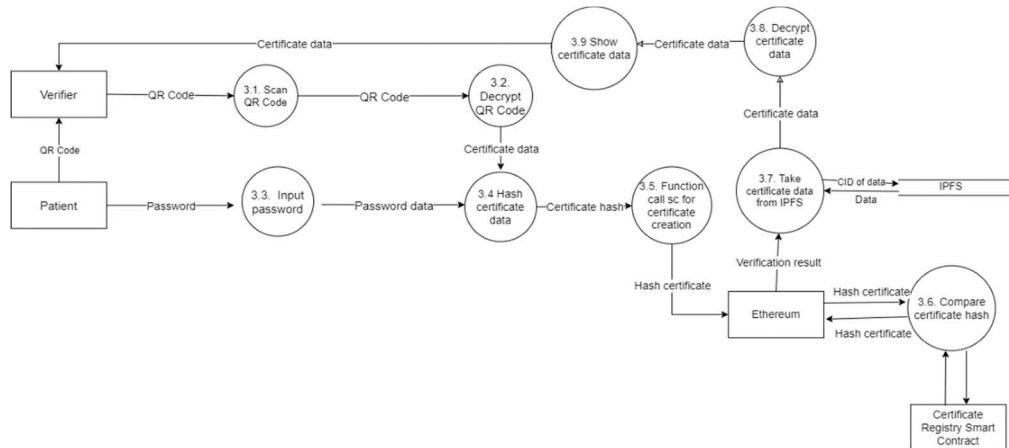 Certificate data
3.9 Show
certificate data
Certificate data
3.8. Decrypt
certificate
data
Verifier
QR Code
3.1. Scan
QR Code
QR Code
3.2.
Decrypt
QR Code
QR Code
Certificate data
Certificate data
Patient
Password
3.3. Input
password
Password data
3.4 Hash
certificate
data
Certificate hash
3.5. Function
call sc for
certificate
creation
3.7. Take
certificate data
from IPFS
CID of data
Data
IPFS
Verification result
Hash certificate
Ethereum
Hash certificate
Hash certificate
3.6. Compare
certificate hash
Certificate
Registry Smart
Contract